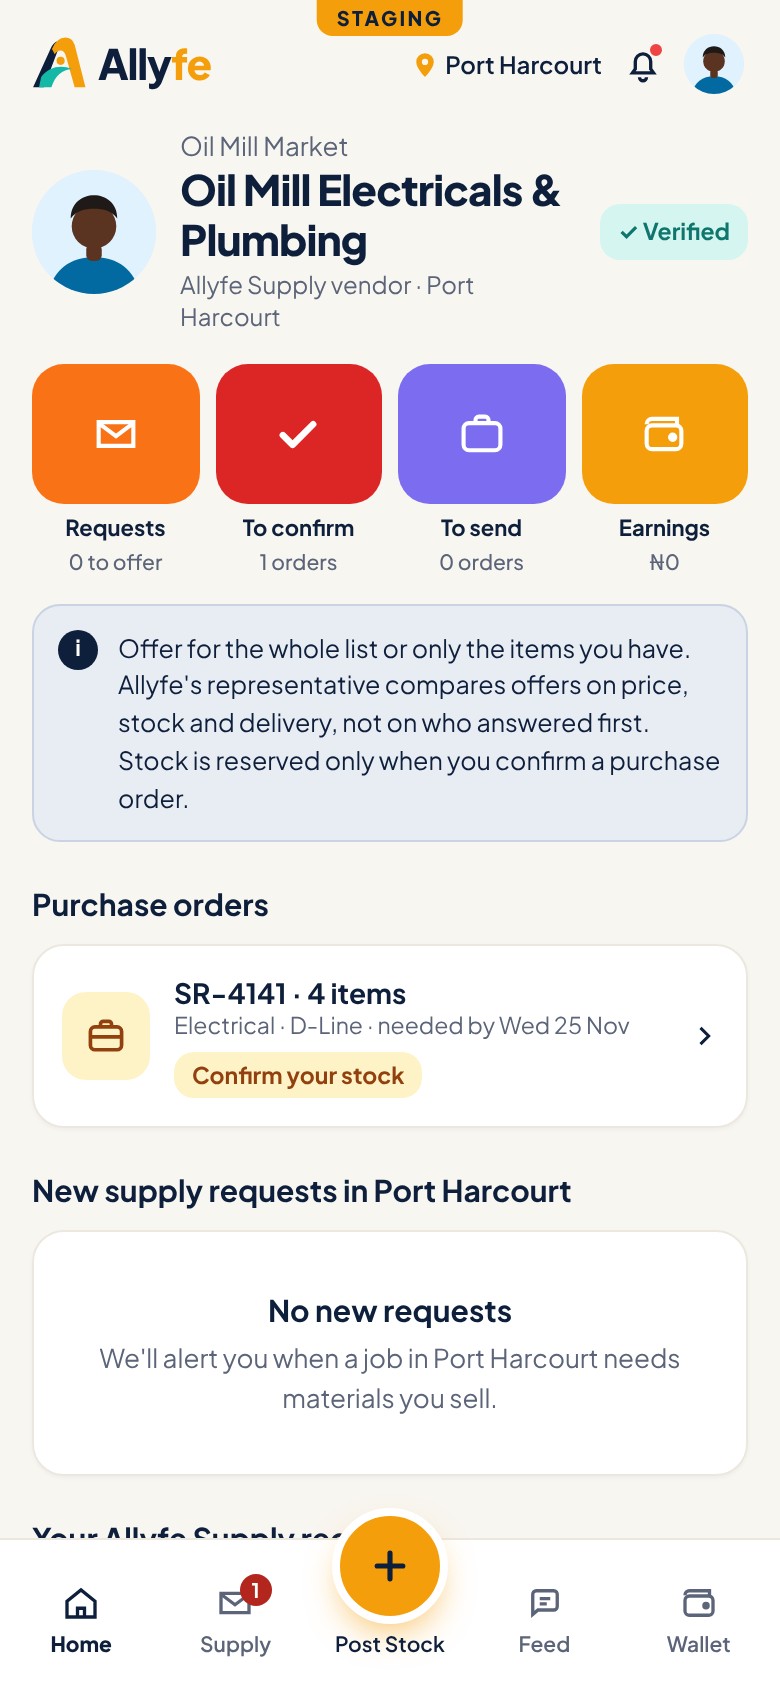 STAGING
Allyfe
Port Harcourt
Oil Mill Market
Oil Mill Electricals &
Plumbing
Allyfe Supply vendor · Port
Harcourt
✓ Verified
Requests
0 to offer
To confirm
1 orders
To send
0 orders
Earnings
₦0
i
Offer for the whole list or only the items you have.
Allyfe's representative compares offers on price,
stock and delivery, not on who answered first.
Stock is reserved only when you confirm a purchase
order.
Purchase orders
SR-4141 · 4 items
Electrical · D-Line · needed by Wed 25 Nov
Confirm your stock
New supply requests in Port Harcourt
No new requests
We'll alert you when a job in Port Harcourt needs
materials you sell.
Your Allyfe Supply
Home
1
Supply
Post Stock
Feed
Wallet